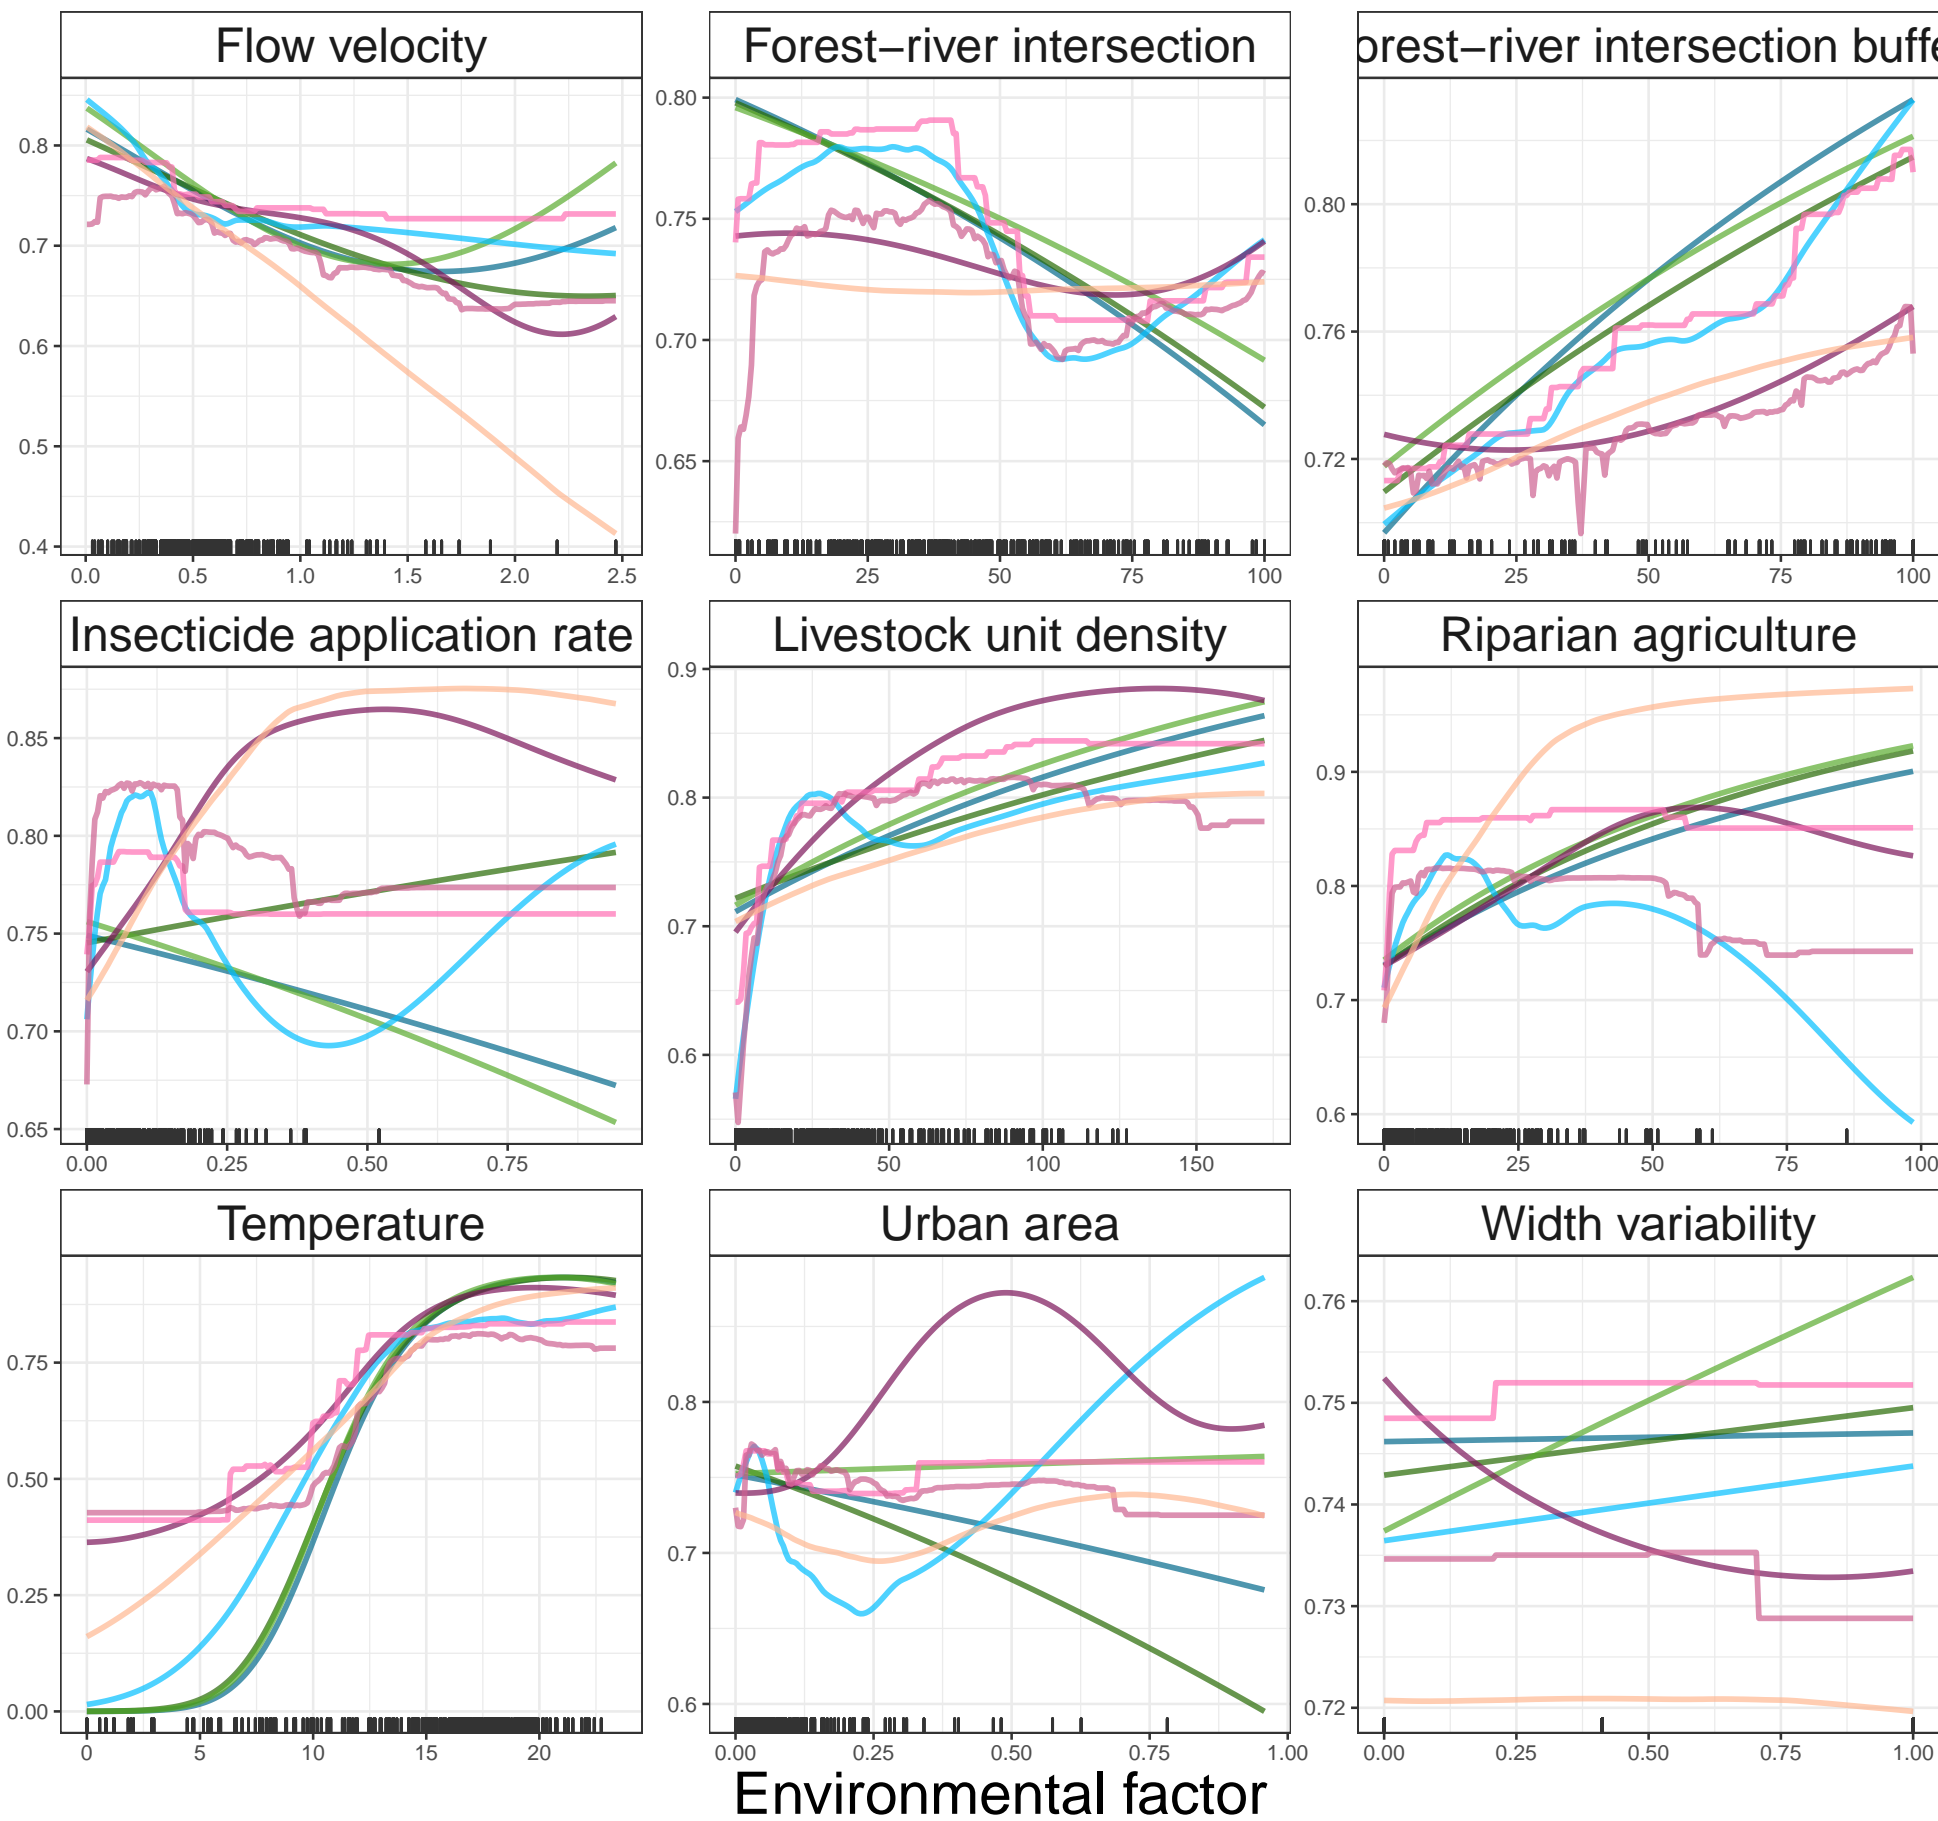 Flow velocity
Forest–river intersection
orest–river intersection buffe
0.8
0.7
0.6
0.5
0.4
0.0 0.5 1.0 1.5 2.0 2.5
0.80
0.75
0.70
0.65
0 25 50 75 100
0.80
0.76
0.72
0 25 50 75 100
Insecticide application rate
Livestock unit density
Riparian agriculture
0.85
0.80
0.75
0.70
0.65
0.00 0.25 0.50 0.75
0.9
0.8
0.7
0.6
0 50 100 150
0.9
0.8
0.7
0.6
0 25 50 75 100
Temperature
Urban area
Width variability
0.75
0.50
0.25
0.00
0 5 10 15 20
0.8
0.7
0.6
0.00 0.25 0.50 0.75 1.00
0.76
0.75
0.74
0.73
0.72
0.00 0.25 0.50 0.75 1.00
Environmental factor